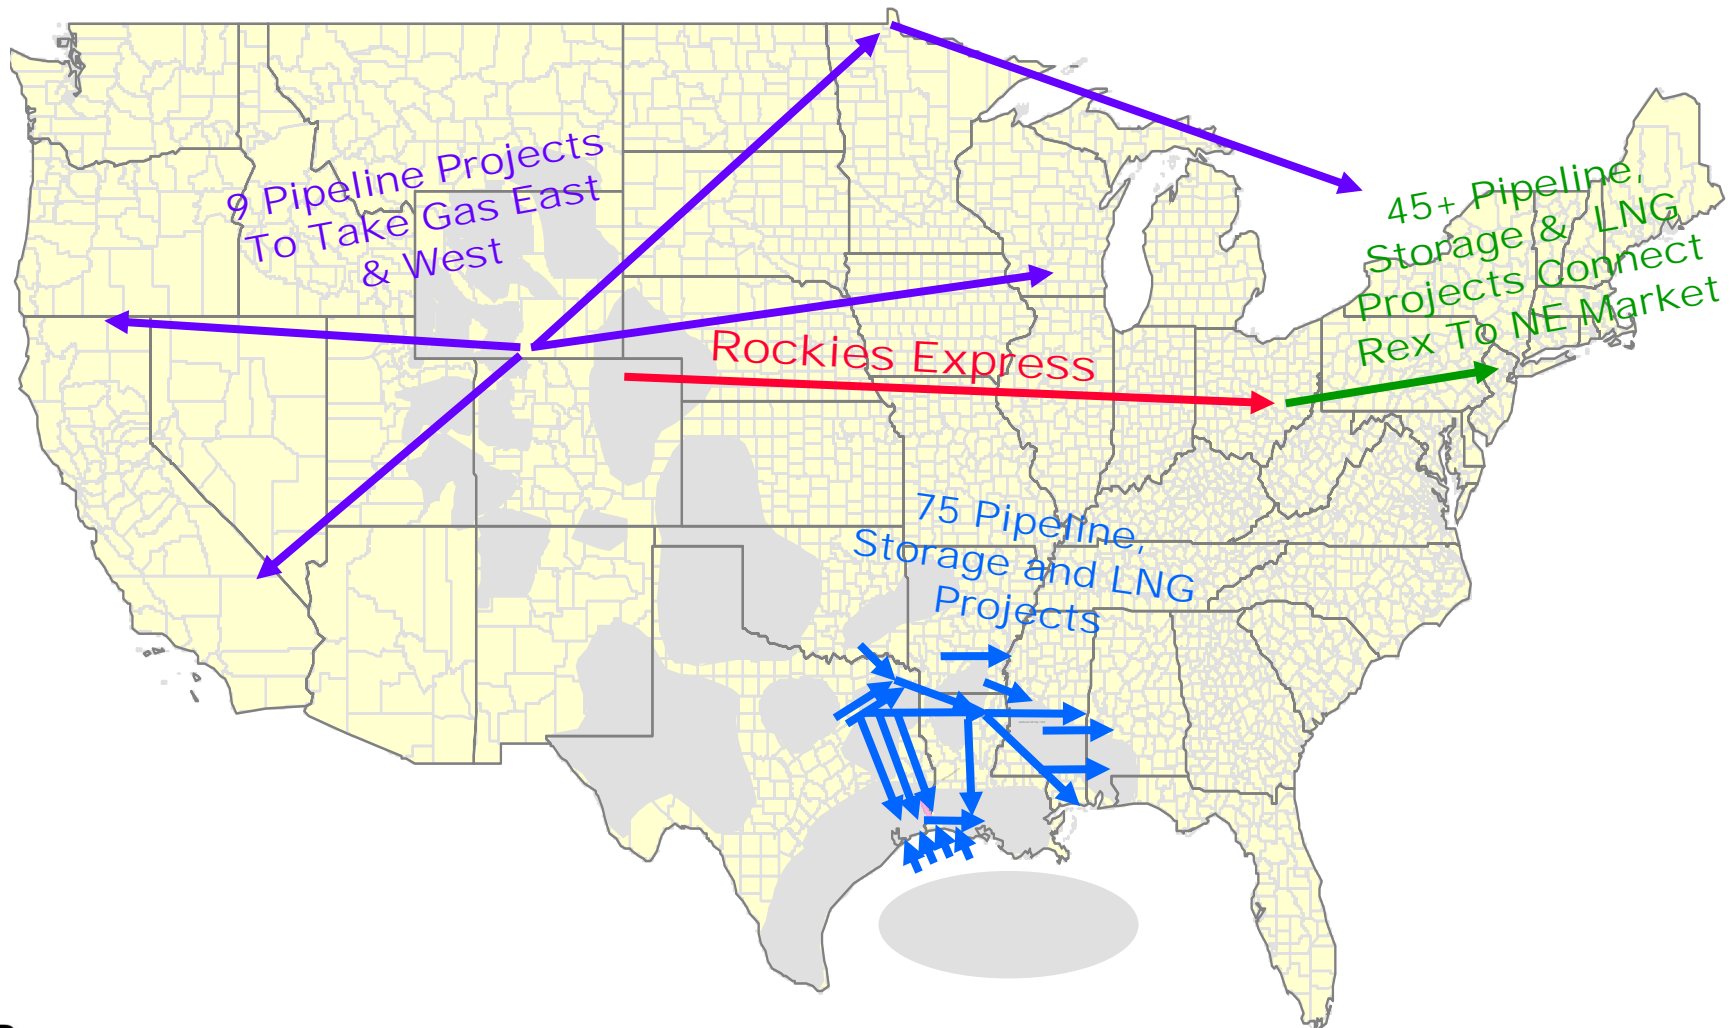 9 Pipeline Projects
To Take Gas East
& West
45+ Pipeline,
Storage & LNG
Projects Connect
Rex To NE Market
Rockies Express
75 Pipeline,
Storage and LNG
Projects